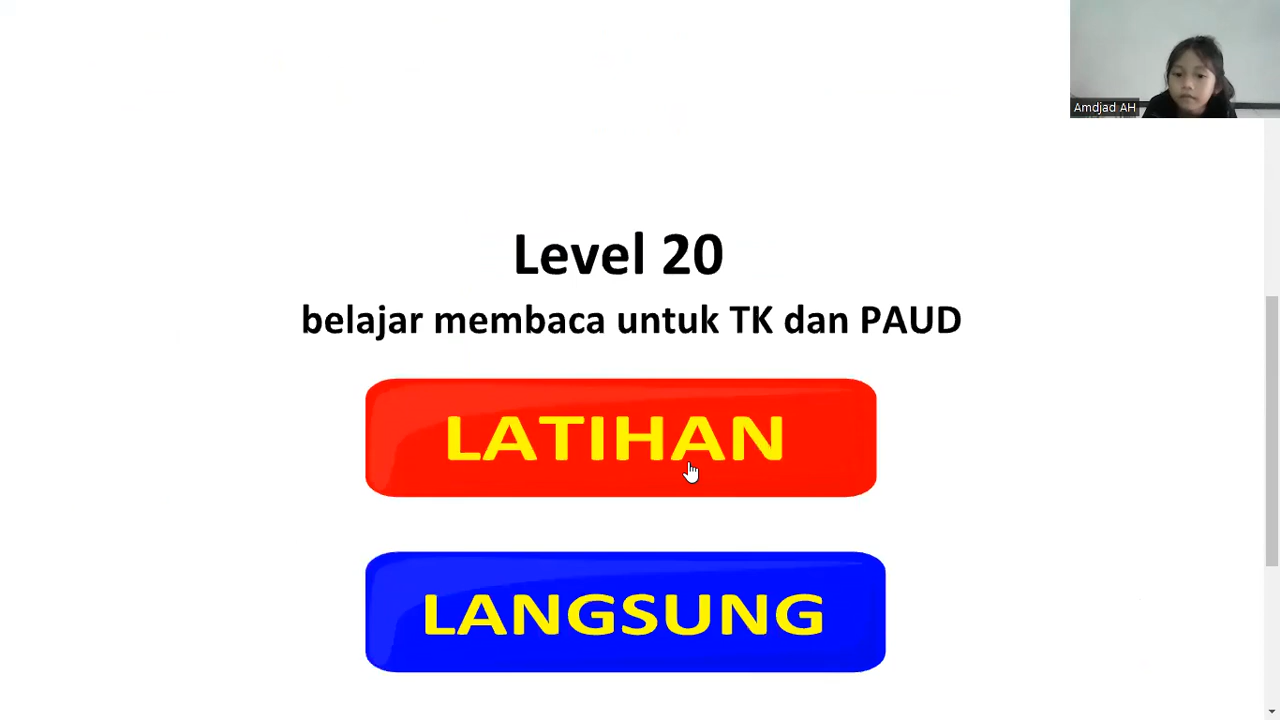 Amdjad AH
Level 20
belajar membaca untuk TK dan PAUD
LATIHAN
LANGSUNG